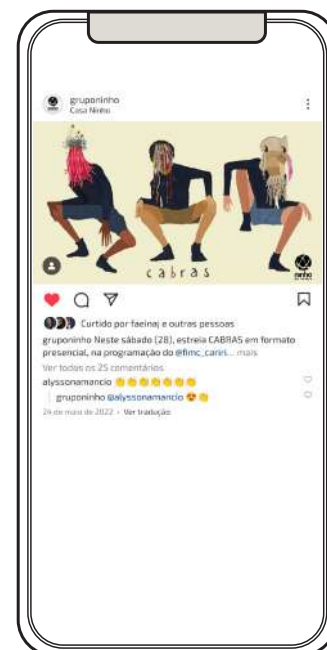 gruponinho
Casa Ninho
cabras
ninho
Curtido por faeinaj e outras pessoas
gruponinho Neste sábado (28), estreia CABRAS em formato
presencial, na programação do @fimc_cariri... mais
Ver todos os 25 comentários
alyssonamancio 👏👏👏👏👏👏👏
gruponinho @alyssonamancio 😍👏
24 de maio de 2022 • Ver tradução